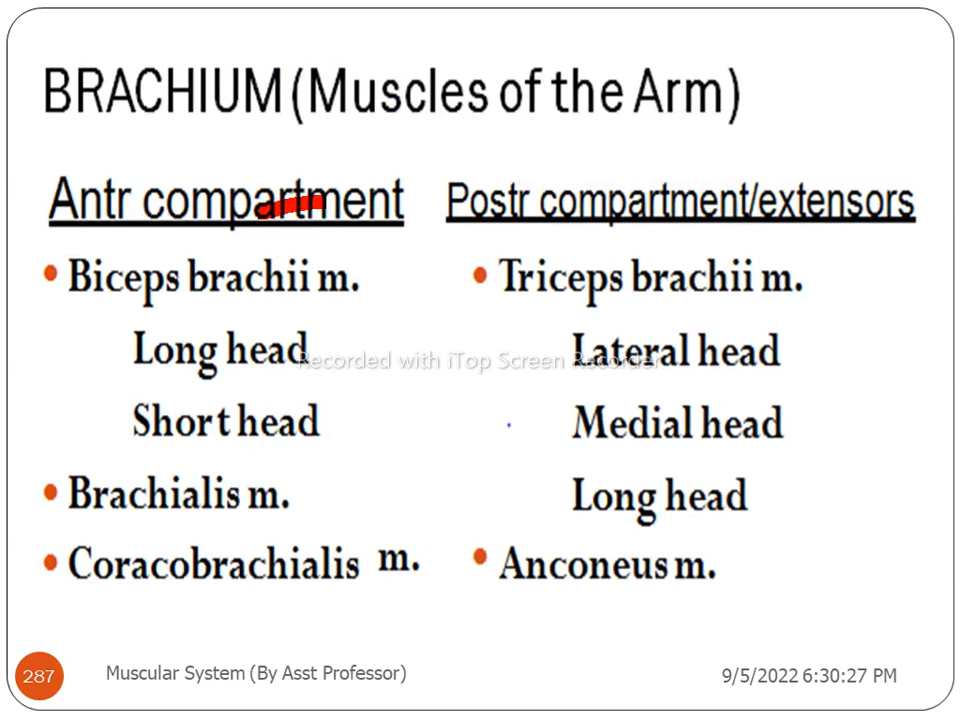 BRACHIUM (Muscles of the Arm)
Antr compartment
Biceps brachii m.
Long head
Short head
Brachialis m.
Coracobrachialis m.
Postr compartment/extensors
Triceps brachii m.
Lateral head
Medial head
Long head
Anconeus m.
Recorded with iTop Screen Recorder
287
Muscular System (By Asst Professor)
9/5/2022 6:30:27 PM